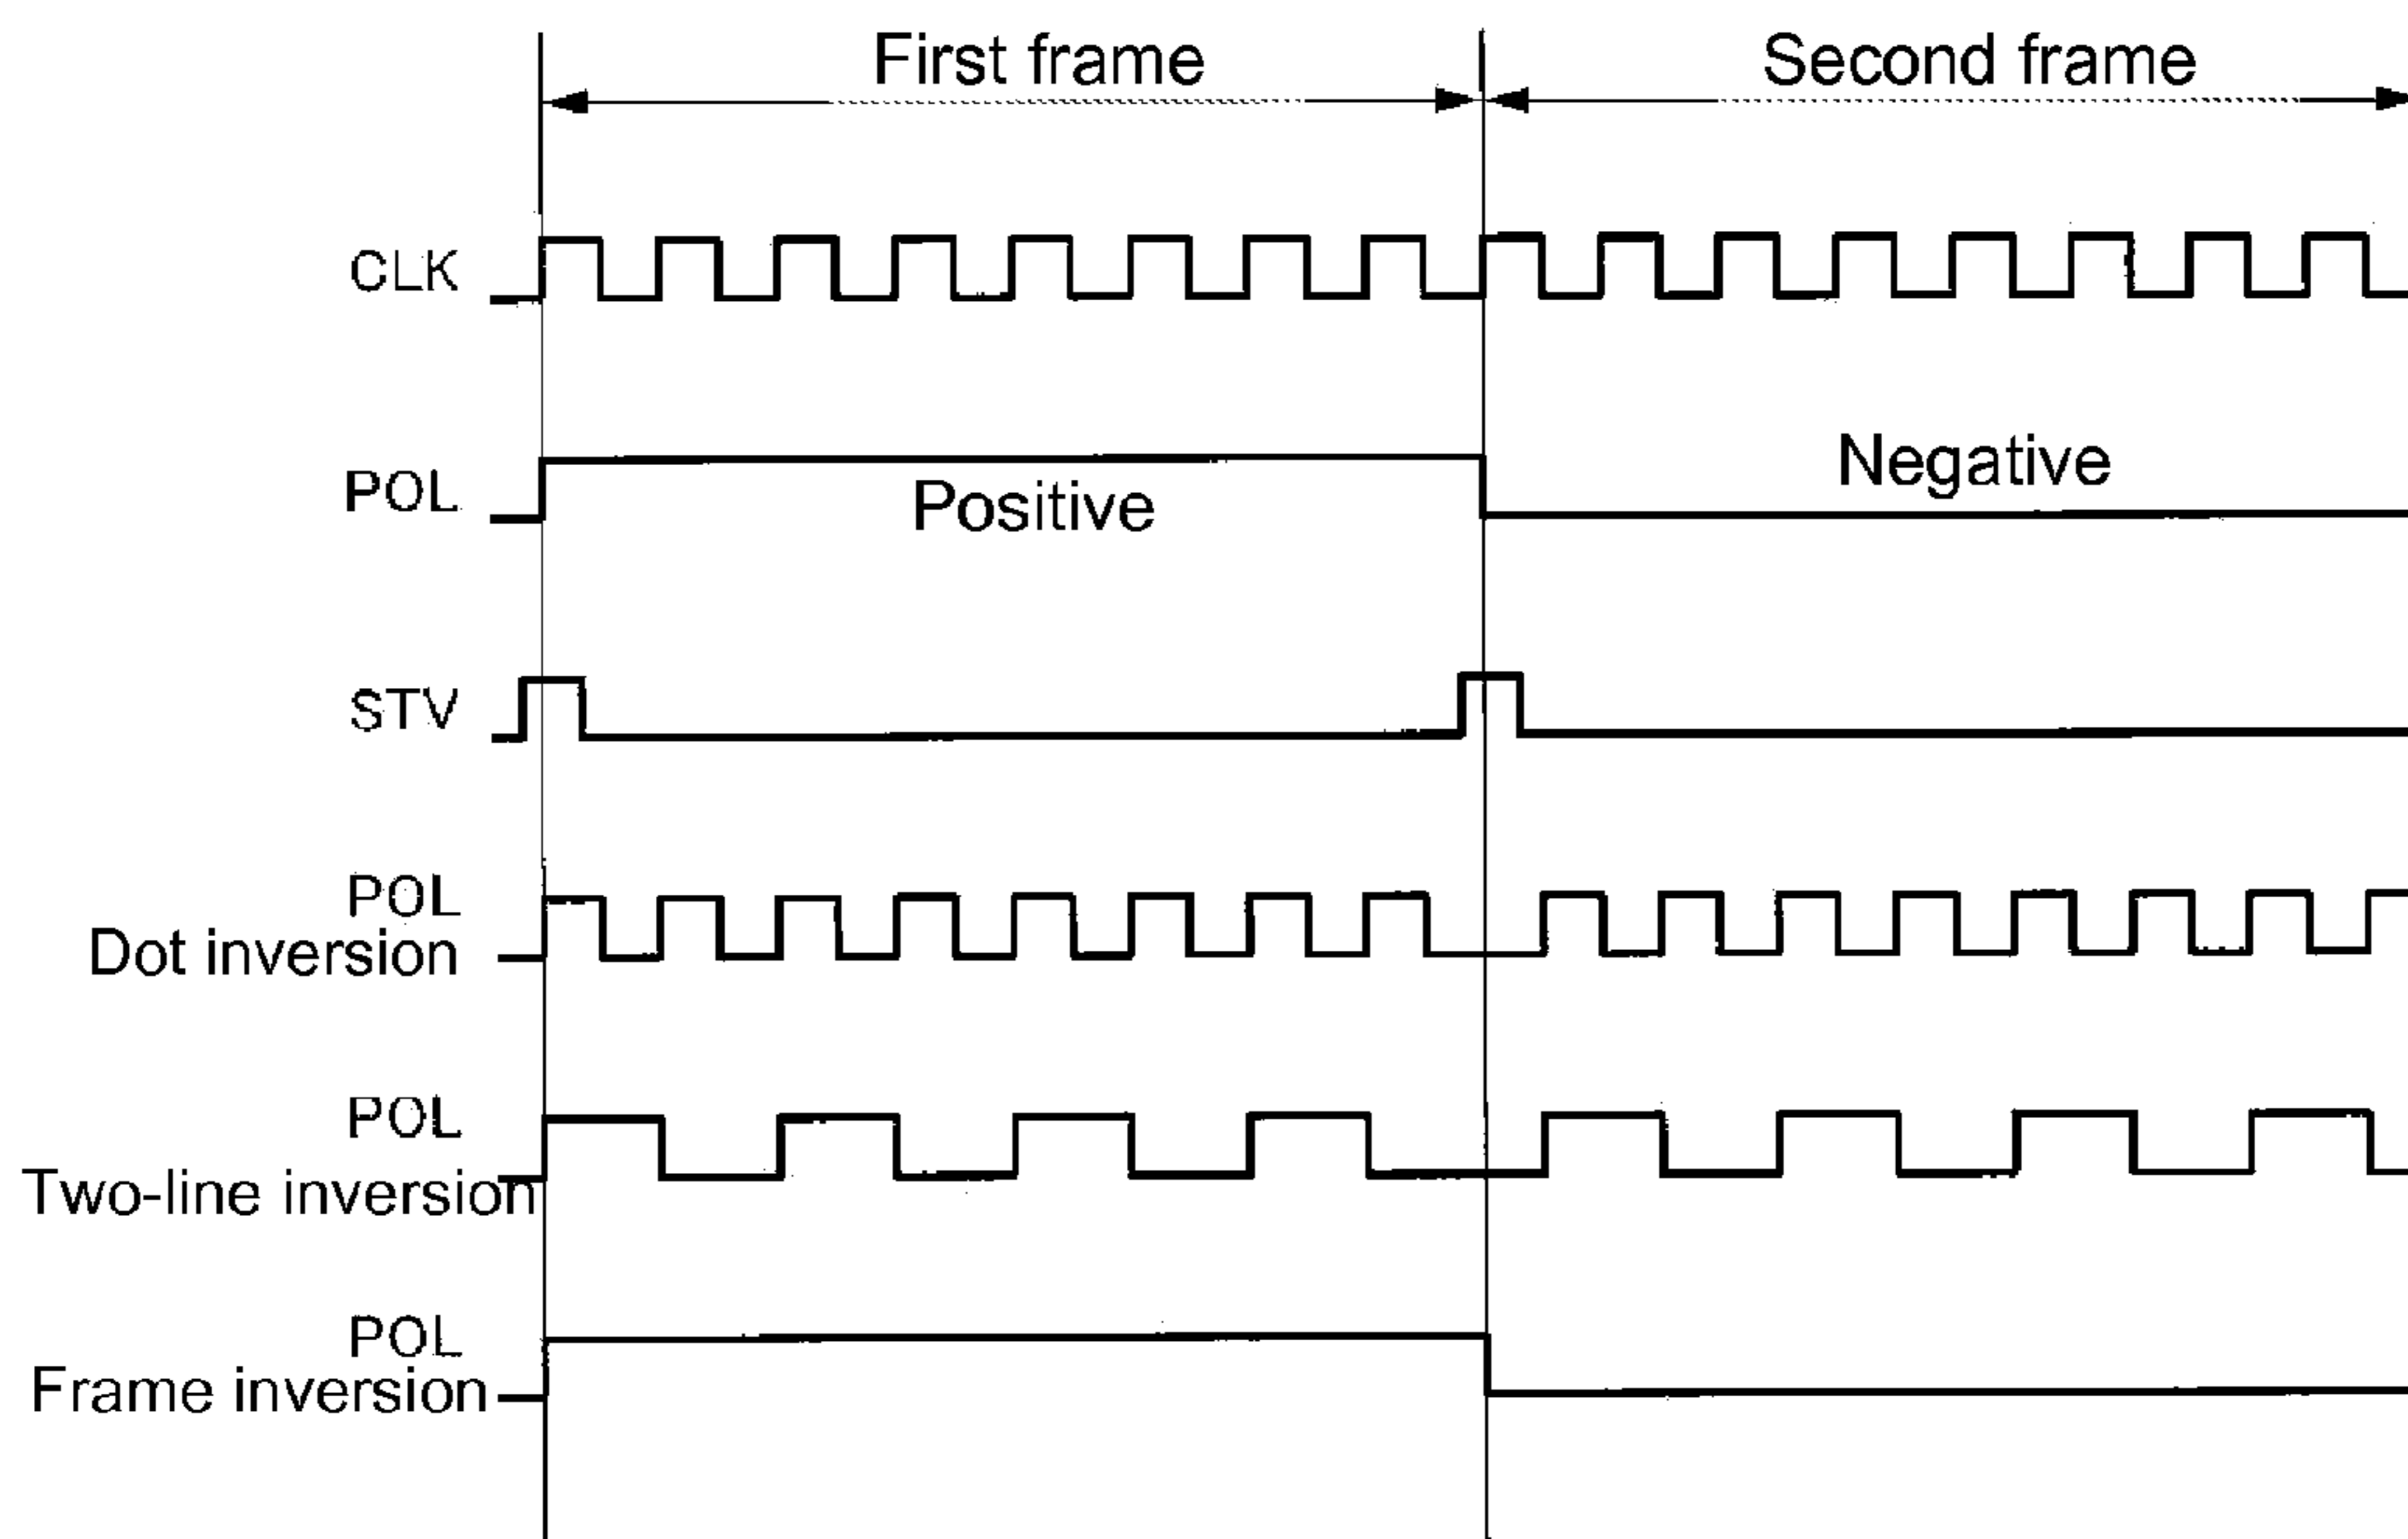 First frame
Second frame
CLK
POL
Positive
Negative
STV
POL
Dot inversion
POL
Two-line inversion
POL
Frame inversion